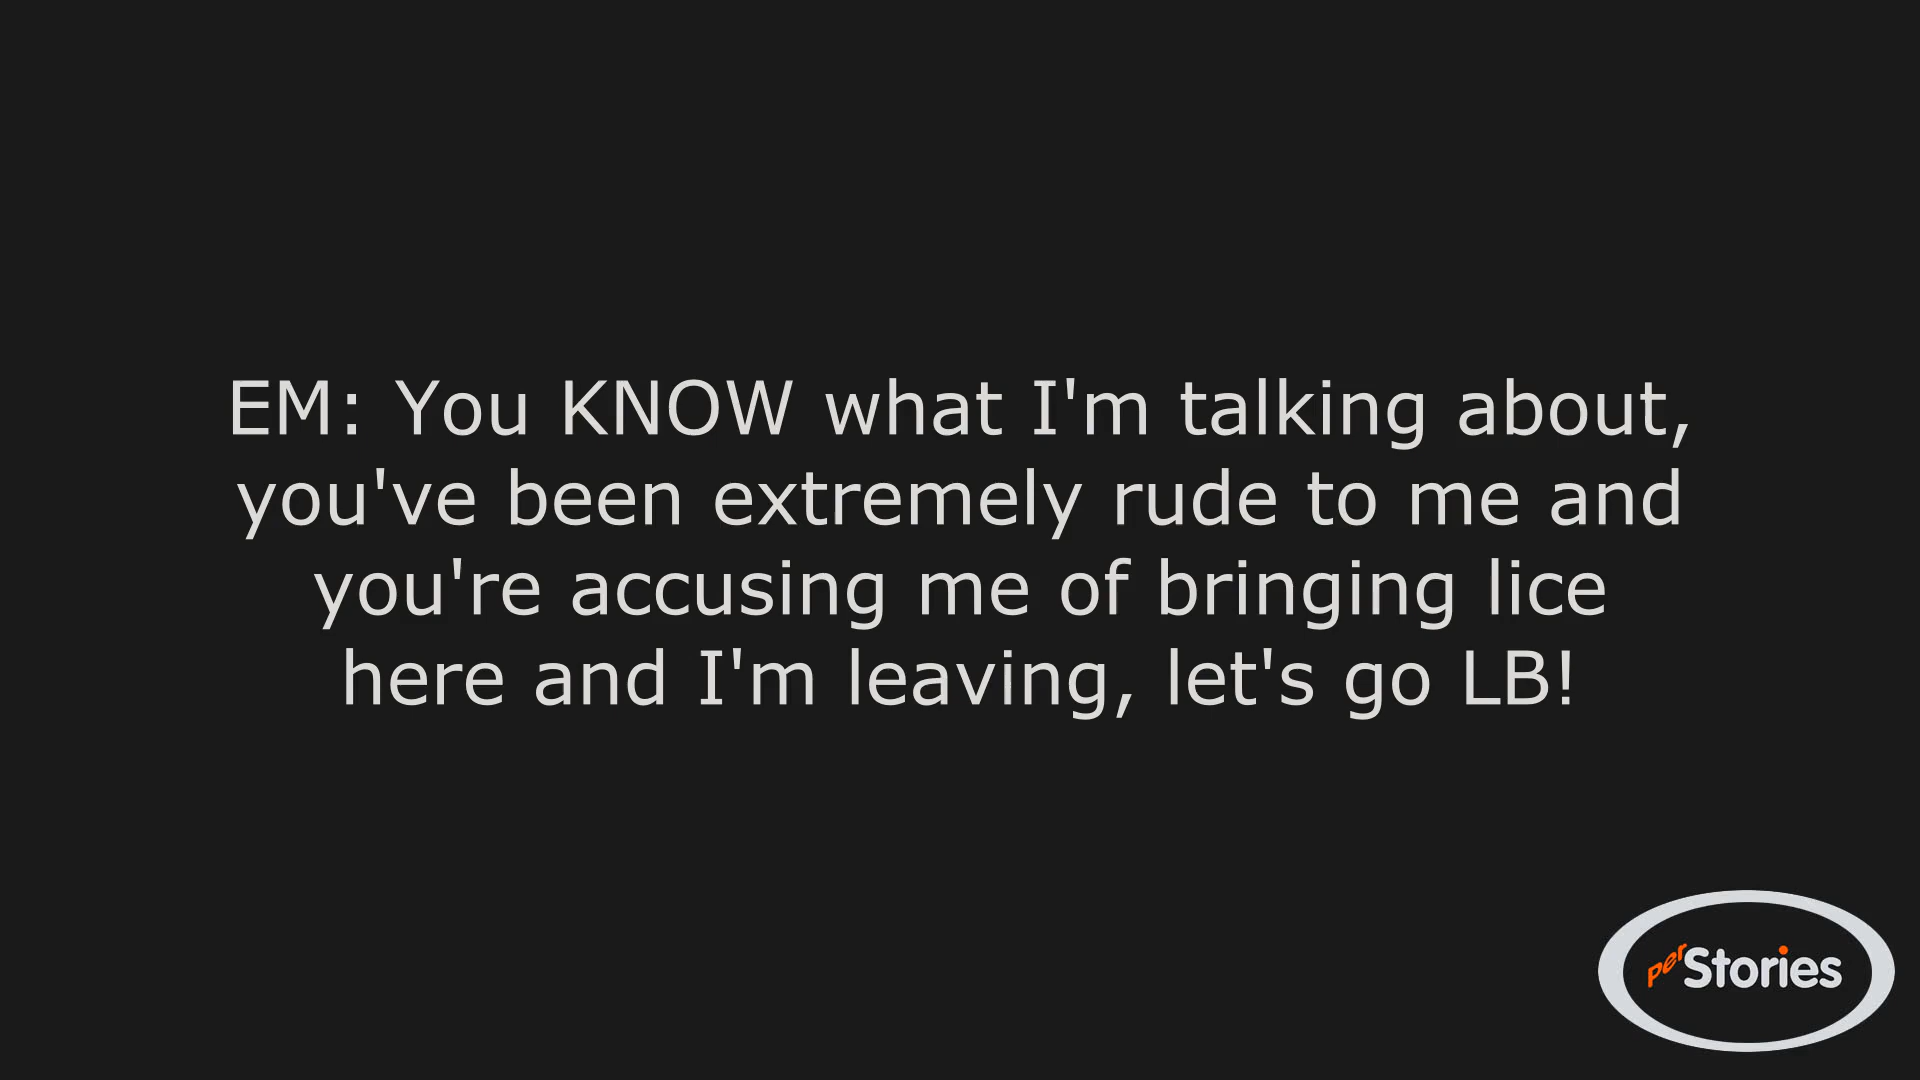 EM: You KNOW what I'm talking about,
you've been extremely rude to me and
you're accusing me of bringing lice
here and I'm leaving, let's go LB!
perStories